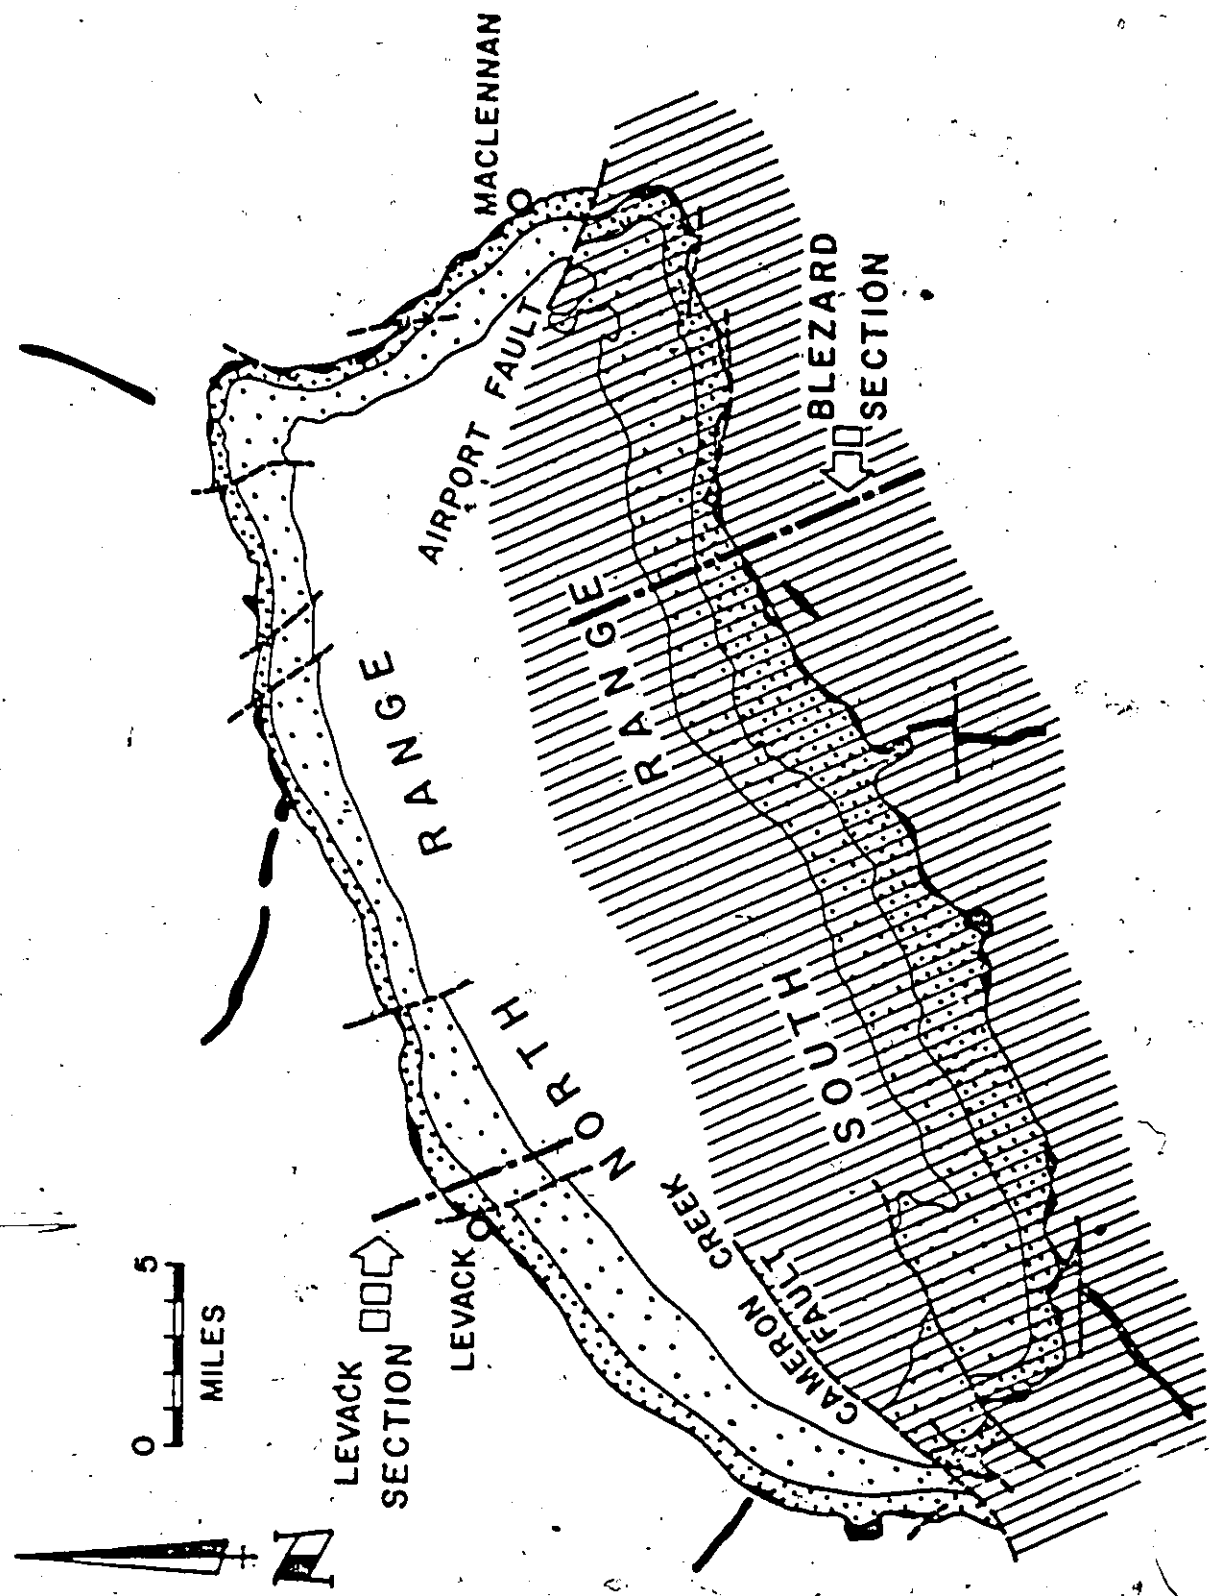 N
0 5
MILES
LEVACK
SECTION
LEVACK
MACLENNAN
NORTH RANGE
AIRPORT FAULT
SOUTH RANGE
CAMERON CREEK
FAULT
BLEZARD
SECTION